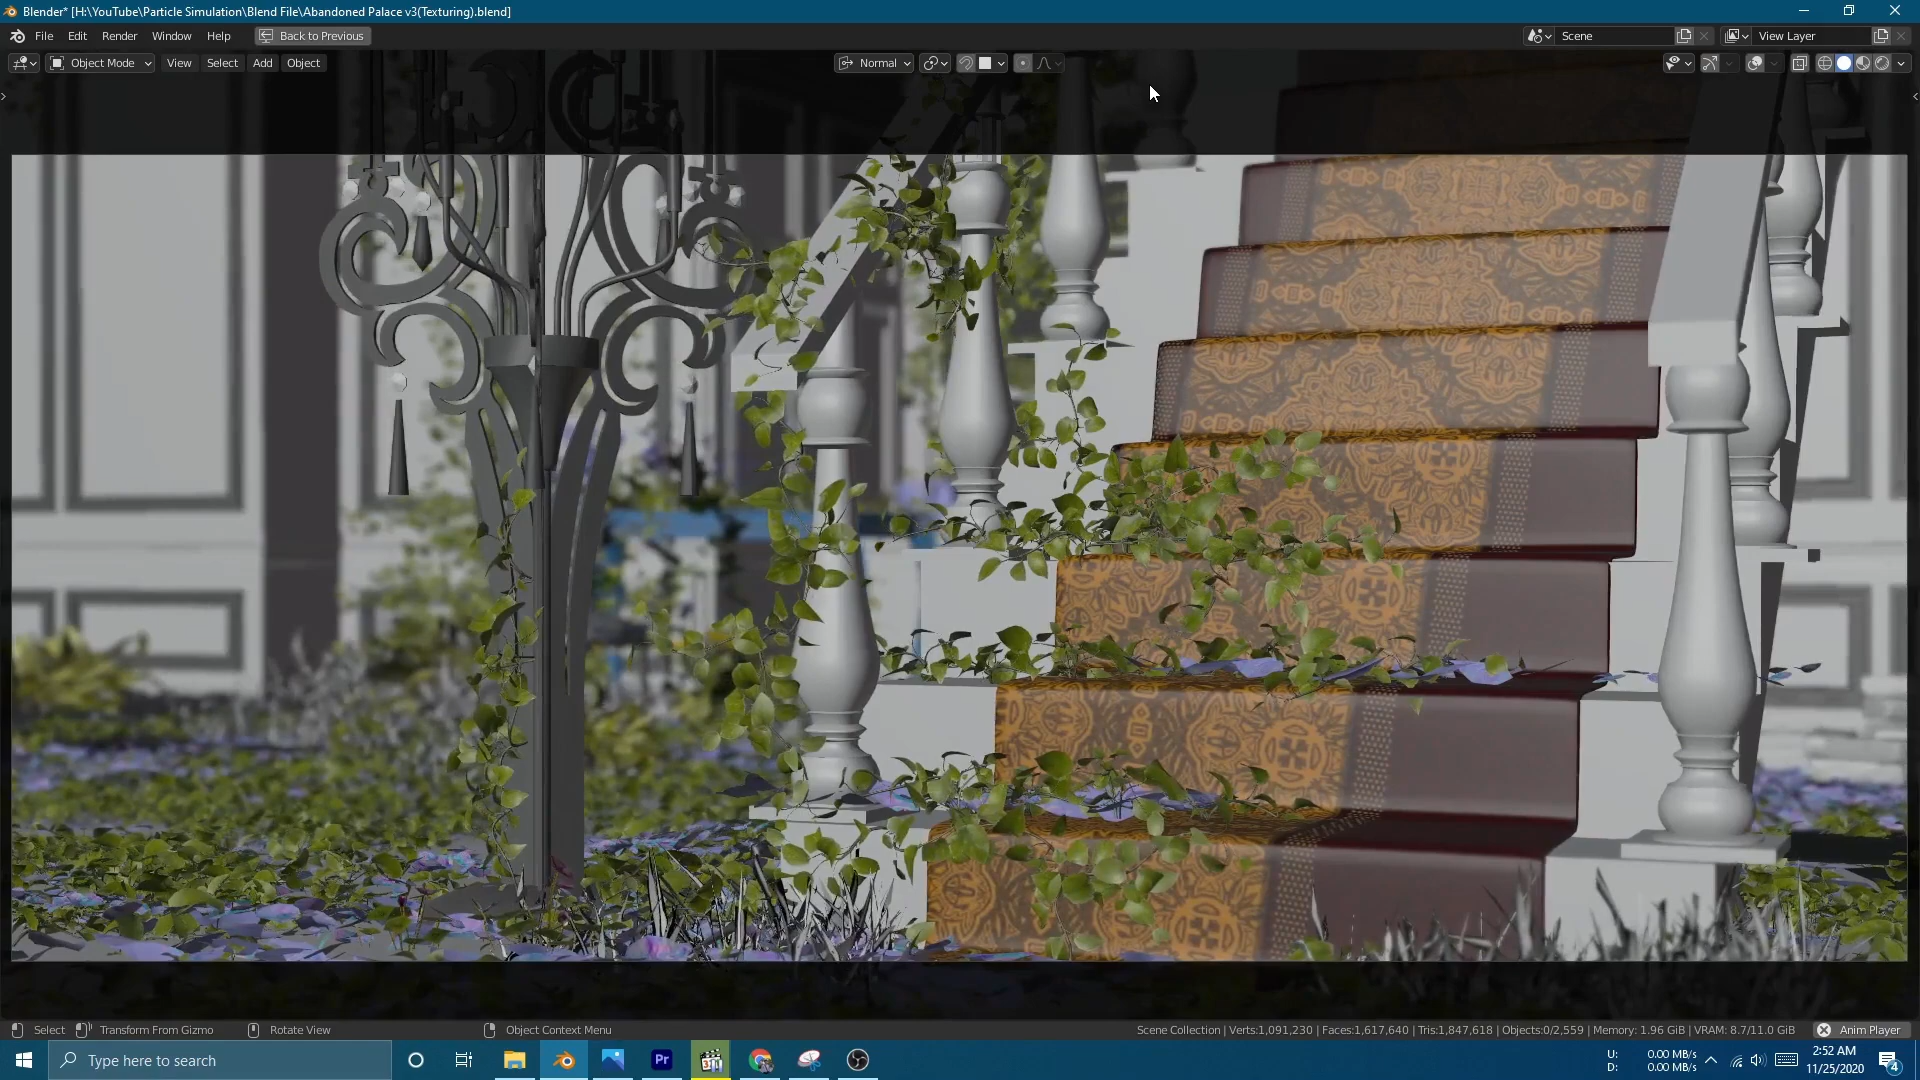 Blender* [H:\YouTube\Particle Simulation\Blend File\Abandoned Palace v3(Texturing).blend]
File Edit Render Window Help Back to Previous Scene View Layer
Object Mode View Select Add Object Normal
Select Transform From Gizmo Rotate View Object Context Menu Scene Collection | Verts:1,091,230 | Faces:1,617,640 | Tris:1,847,618 | Objects:0/2,559 | Memory: 1.96 GiB | VRAM: 8.7/11.0 GiB Anim Player
Type here to search Pr 321 U: 0.00 MB/s 2:52 AM
D: 0.00 MB/s 11/25/2020 4